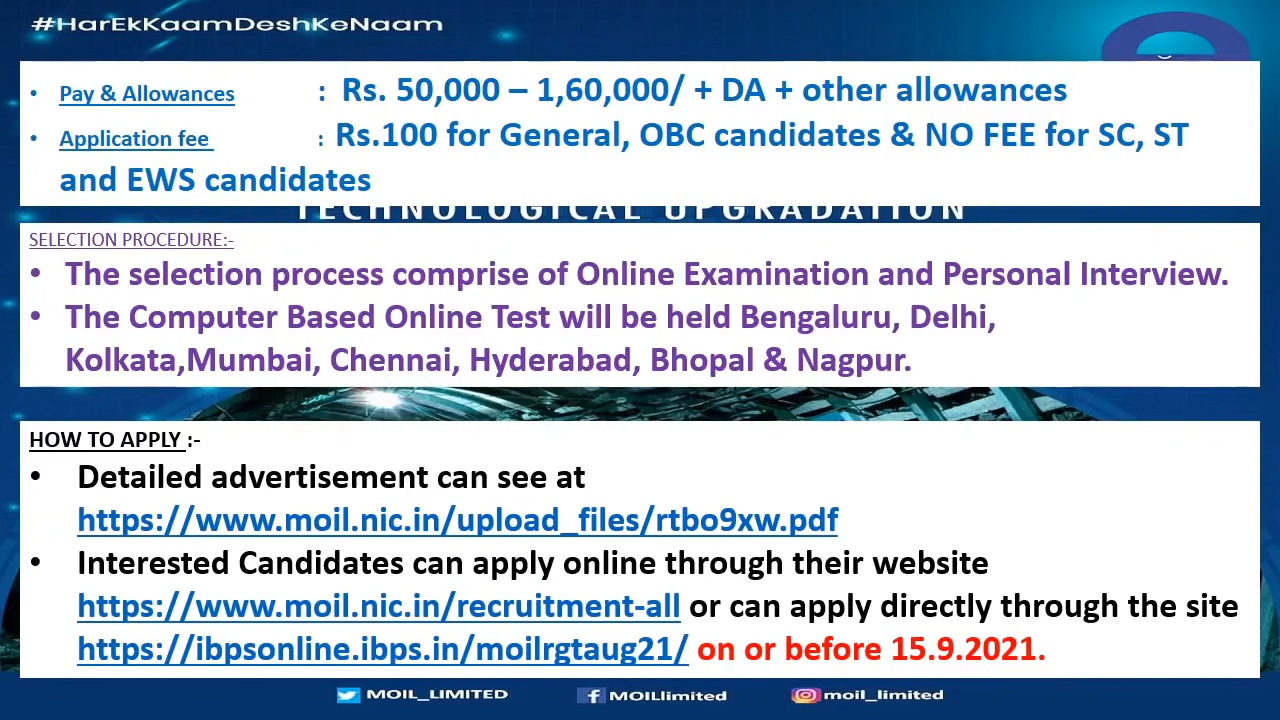 #HarEkKaamDeshKeNaam
• Pay & Allowances : Rs. 50,000 – 1,60,000/ + DA + other allowances
• Application fee : Rs.100 for General, OBC candidates & NO FEE for SC, ST
and EWS candidates
TECHNOLOGICAL UPGRADATION
SELECTION PROCEDURE:-
• The selection process comprise of Online Examination and Personal Interview.
• The Computer Based Online Test will be held Bengaluru, Delhi,
Kolkata,Mumbai, Chennai, Hyderabad, Bhopal & Nagpur.
HOW TO APPLY :-
• Detailed advertisement can see at
https://www.moil.nic.in/upload_files/rtbo9xw.pdf
• Interested Candidates can apply online through their website
https://www.moil.nic.in/recruitment-all or can apply directly through the site
https://ibpsonline.ibps.in/moilrgtaug21/ on or before 15.9.2021.
MOIL_LIMITED MOILlimited moil_limited